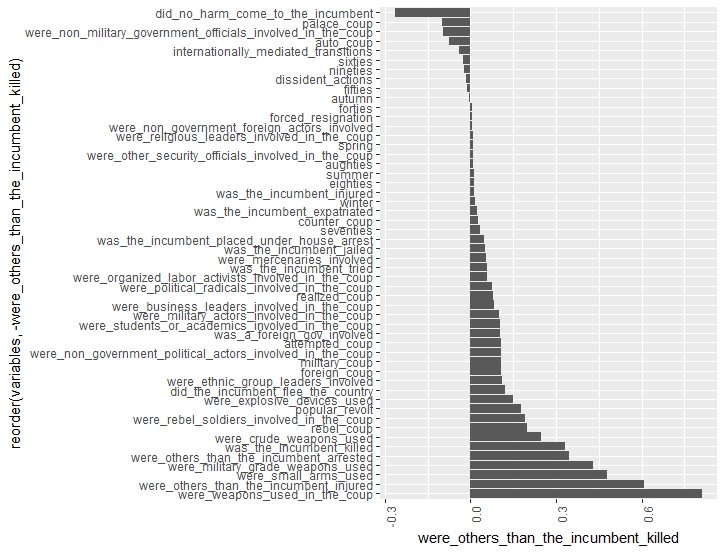 reorder(variables, -were_others_than_the_incumbent_killed)
did_no_harm_come_to_the_incumbent
palace_coup
were_non_military_government_officials_involved_in_the_coup
auto_coup
internationally_mediated_transitions
sixties
nineties
dissident_actions
fifties
autumn
forties
forced_resignation
were_non_government_foreign_actors_involved
were_religious_leaders_involved_in_the_coup
spring
were_other_security_officials_involved_in_the_coup
aughties
summer
eighties
was_the_incumbent_injured
winter
was_the_incumbent_expatriated
counter_coup
seventies
was_the_incumbent_placed_under_house_arrest
was_the_incumbent_jailed
were_mercenaries_involved
was_the_incumbent_tried
were_organized_labor_activists_involved_in_the_coup
were_political_radicals_involved_in_the_coup
realized_coup
were_business_leaders_involved_in_the_coup
were_military_actors_involved_in_the_coup
were_students_or_academics_involved_in_the_coup
was_a_foreign_gov_involved
attempted_coup
were_non_government_political_actors_involved_in_the_coup
military_coup
foreign_coup
were_ethnic_group_leaders_involved
did_the_incumbent_flee_the_country
were_explosive_devices_used
popular_revolt
were_rebel_soldiers_involved_in_the_coup
rebel_coup
were_crude_weapons_used
was_the_incumbent_killed
were_others_than_the_incumbent_arrested
were_military_grade_weapons_used
were_small_arms_used
were_others_than_the_incumbent_injured
were_weapons_used_in_the_coup
-0.3 0.0 0.3 0.6
were_others_than_the_incumbent_killed